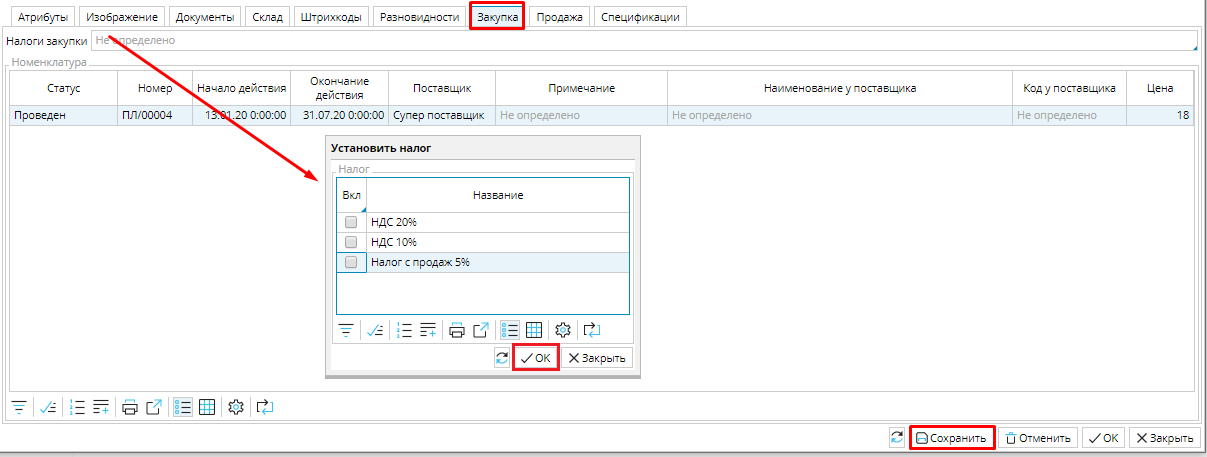 Атрибуты Изображение Документы Склад Штрихкоды Разновидности Закупка Продажа Спецификации
Налоги закупки Не определено
Номенклатура
Статус Номер Начало действия Окончание действия Поставщик Примечание Наименование у поставщика Код у поставщика Цена
Проведен ПЛ/00004 13.01.20 0:00:00 31.07.20 0:00:00 Супер поставщик Не определено Не определено Не определено 18
Установить налог
Налог
Вкл Название
НДС 20%
НДС 10%
Налог с продаж 5%
OK Закрыть
Сохранить Отменить OK Закрыть